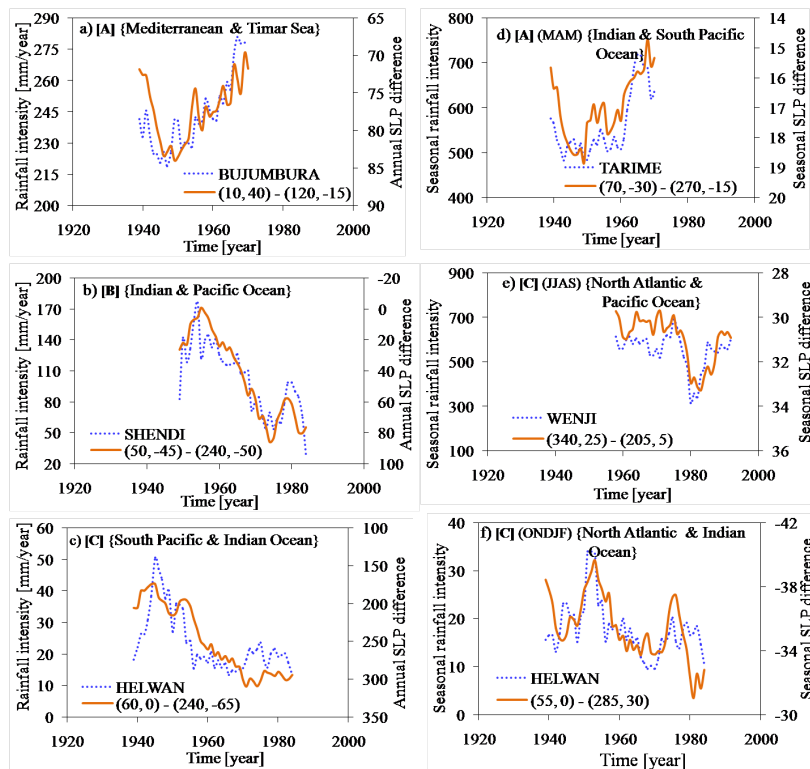 a) [A] {Mediterranean & Timar Sea}
Rainfall intensity [mm/year]
290
275
260
245
230
215
200
65
70
75
80
85
90
Annual SLP difference
BUJUMBURA
(10, 40) - (120, -15)
1920 1940 1960 1980 2000
Time [year]
d) [A] (MAM) {Indian & South Pacific
Ocean}
Seasonal rainfall intensity
800
700
600
500
400
14
15
16
17
18
19
20
Seasonal SLP difference
TARIME
(70, -30) - (270, -15)
1920 1940 1960 1980 2000
Time [year]
b) [B] {Indian & Pacific Ocean}
Rainfall intensity [mm/year]
200
170
140
110
80
50
20
-20
0
20
40
60
80
100
Annual SLP difference
SHENDI
(50, -45) - (240, -50)
1920 1940 1960 1980 2000
Time [year]
e) [C] (JJAS) {North Atlantic &
Pacific Ocean}
Seasonal rainfall intensity
900
700
500
300
100
28
30
32
34
36
Seasonal SLP difference
WENJI
(340, 25) - (205, 5)
1920 1940 1960 1980 2000
Time [year]
c) [C] {South Pacific & Indian Ocean}
Rainfall intensity [mm/year]
60
50
40
30
20
10
0
100
150
200
250
300
350
Annual SLP difference
HELWAN
(60, 0) - (240, -65)
1920 1940 1960 1980 2000
Time [year]
f) [C] (ONDJF) {North Atlantic & Indian
Ocean}
Seasonal rainfall intensity
40
30
20
10
0
-42
-38
-34
-30
Seasonal SLP difference
HELWAN
(55, 0) - (285, 30)
1920 1940 1960 1980 2000
Time [year]